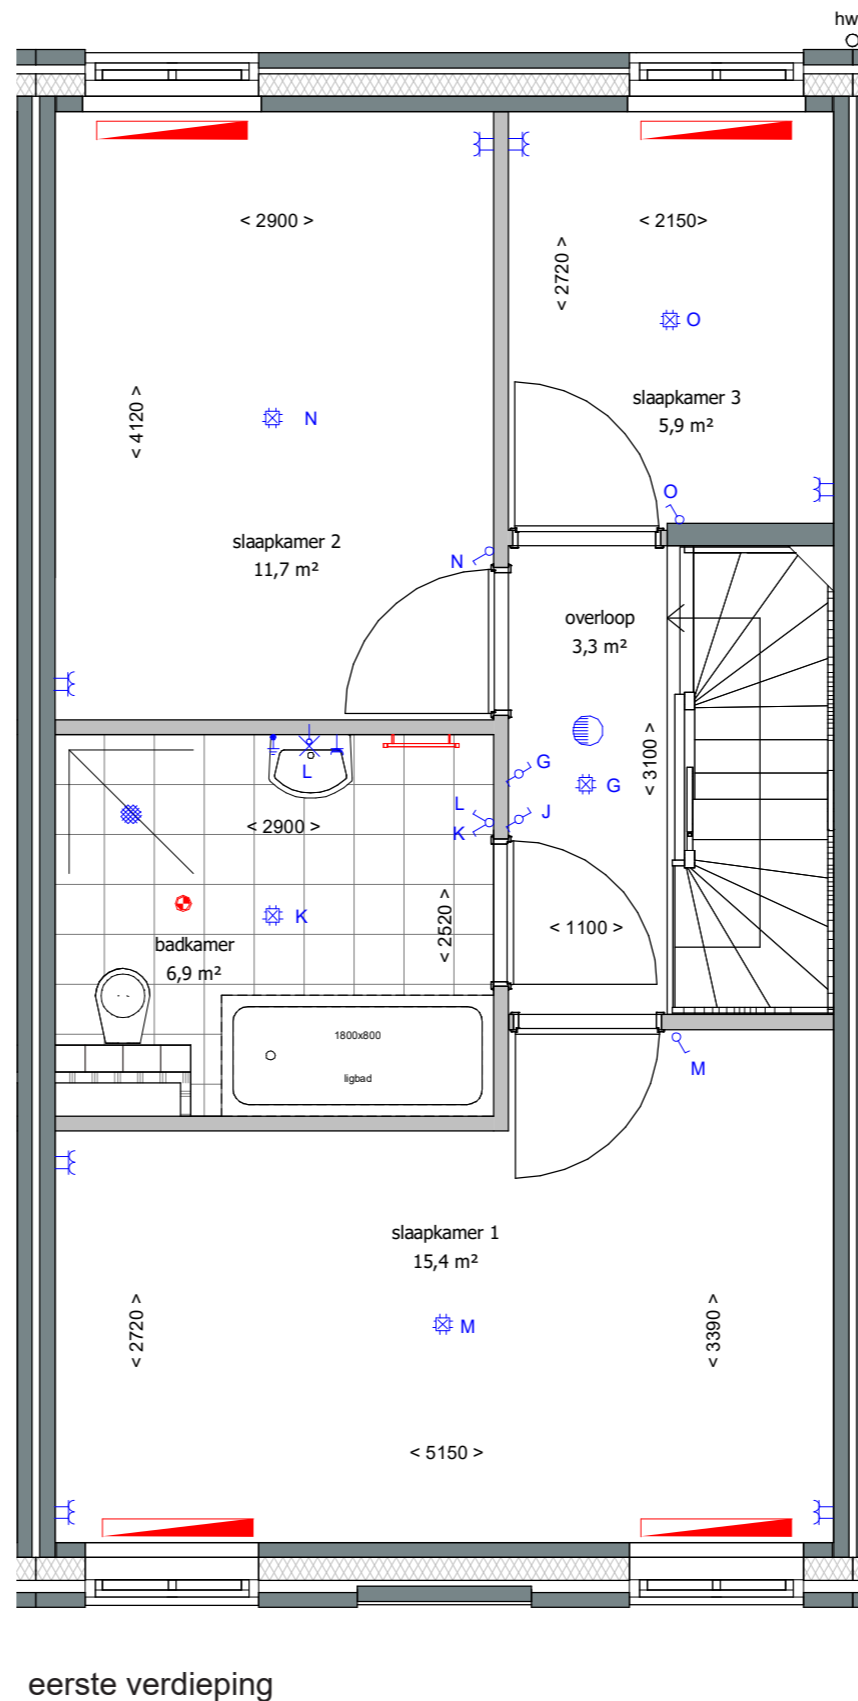 hw
< 2900 >
< 2150>
< 2720 >
O
slaapkamer 3
5,9 m²
< 4120 >
N
O
slaapkamer 2
11,7 m²
N
overloop
3,3 m²
G
< 3100 >
G
L
L
K
J
< 2900 >
K
badkamer
6,9 m²
< 2520 >
< 1100 >
1800x800
ligbad
M
slaapkamer 1
15,4 m²
< 2720 >
M
< 3390 >
< 5150 >
eerste verdieping